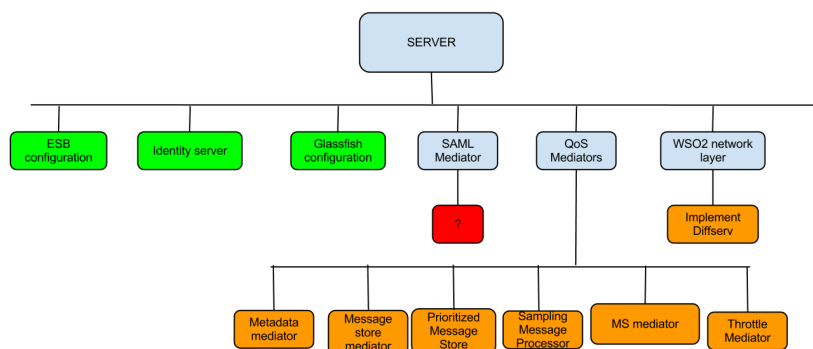 SERVER
ESB
configuration
Identity server
Glassfish
configuration
SAML
Mediator
QoS
Mediators
WSO2 network
layer
?
Implement
Diffserv
Metadata
mediator
Message
store
mediator
Prioritized
Message
Store
Sampling
Message
Processor
MS mediator
Throttle
Mediator